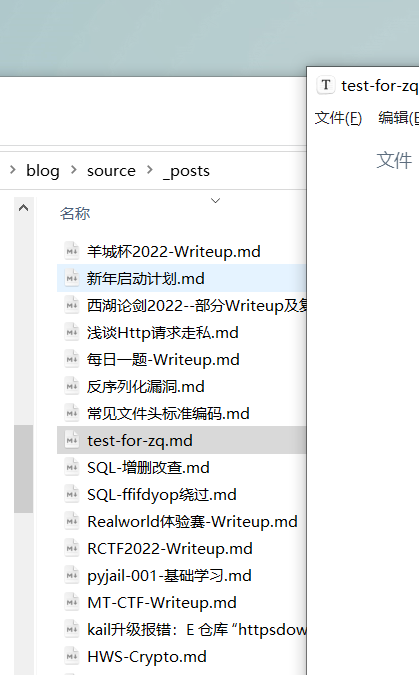 test-for-zq
文件(F) 编辑(E
blog source _posts
文件
名称
羊城杯2022-Writeup.md
新年启动计划.md
西湖论剑2022--部分Writeup及复
浅谈Http请求走私.md
每日一题-Writeup.md
反序列化漏洞.md
常见文件头标准编码.md
test-for-zq.md
SQL-增删改查.md
SQL-ffifdyop绕过.md
Realworld体验赛-Writeup.md
RCTF2022-Writeup.md
pyjail-001-基础学习.md
MT-CTF-Writeup.md
kail升级报错：E 仓库 “httpsdow
HWS-Crypto.md